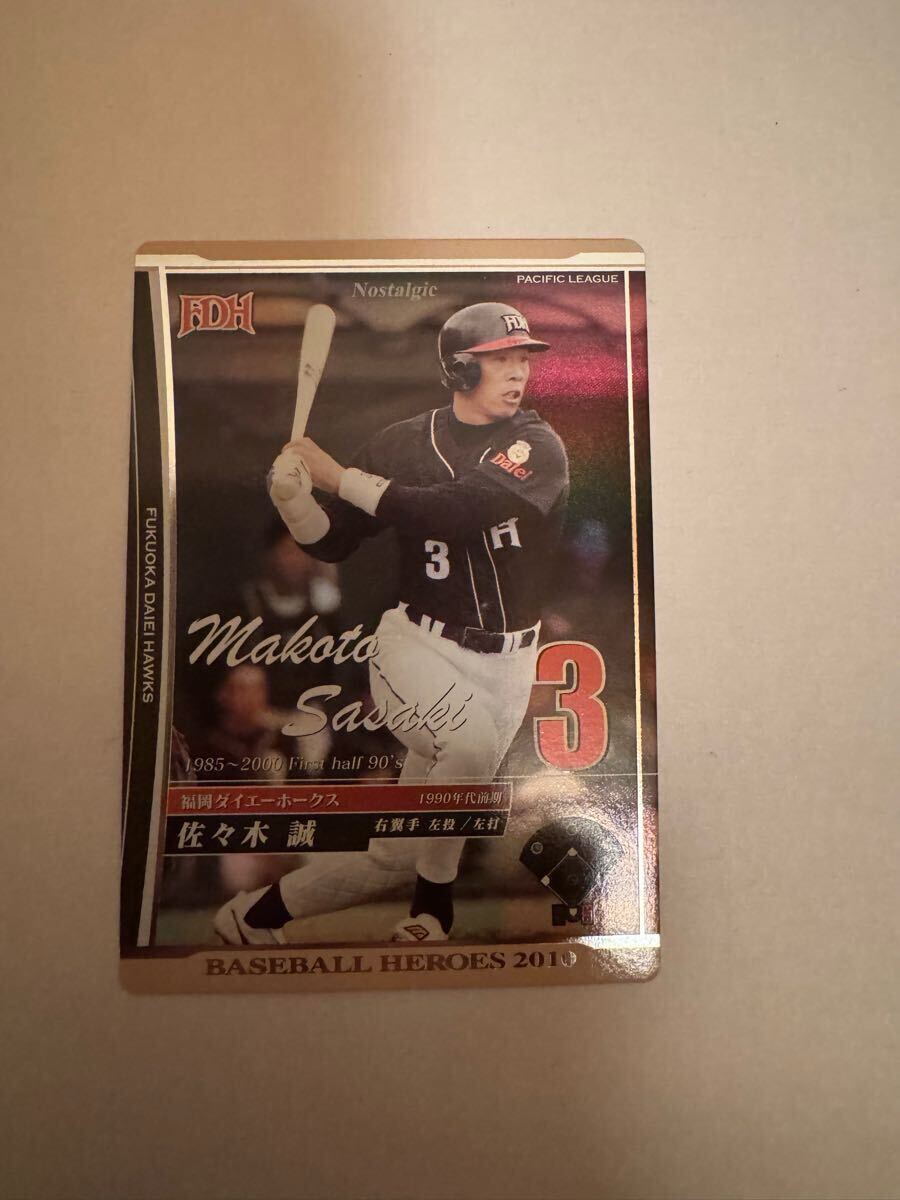 PACIFIC LEAGUE
Nostalgic
FDH
FDH
Daiei
3
H
FUKUOKA DAIEI HAWKS
Makoto
Sasaki
3
1985~2000 First half 90's
福岡ダイエーホークス 1990年代前期
佐々木 誠 右翼手 左投/左打
BASEBALL HEROES 2010